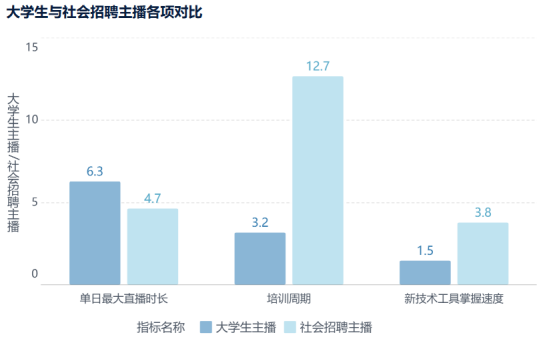 大学生与社会招聘主播各项对比
大学生主播/社会招聘主播
15
10
5
0
6.3
4.7
3.2
12.7
1.5
3.8
单日最大直播时长
培训周期
新技术工具掌握速度
指标名称 大学生主播 社会招聘主播